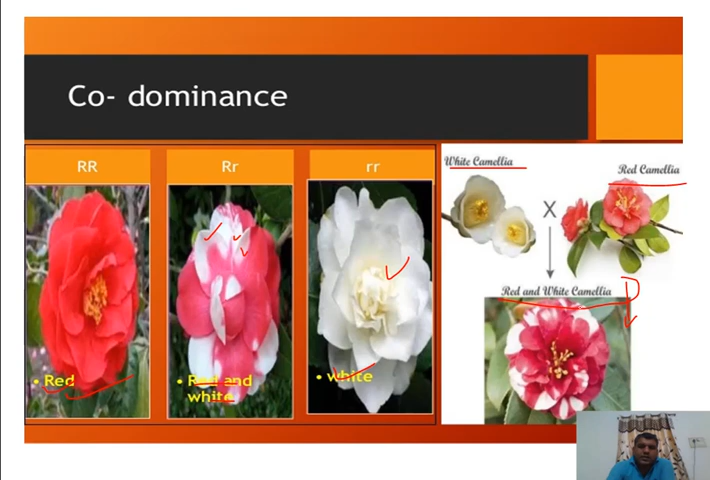 Co- dominance
RR
Rr
rr
• Red
• Red and
white
• white
White Camellia
Red Camellia
X
Red and White Camellia